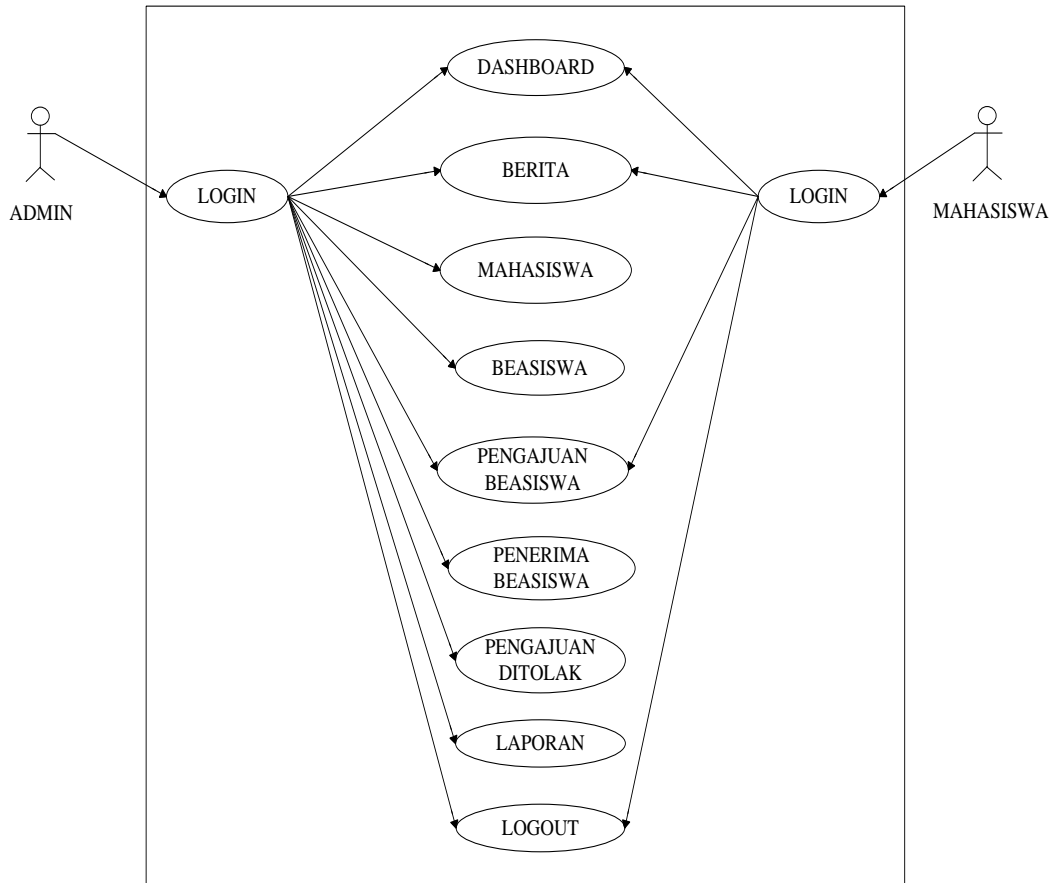 DASHBOARD
BERITA
LOGIN
LOGIN
ADMIN
MAHASISWA
MAHASISWA
BEASISWA
PENGAJUAN
BEASISWA
PENERIMA
BEASISWA
PENGAJUAN
DITOLAK
LAPORAN
LOGOUT